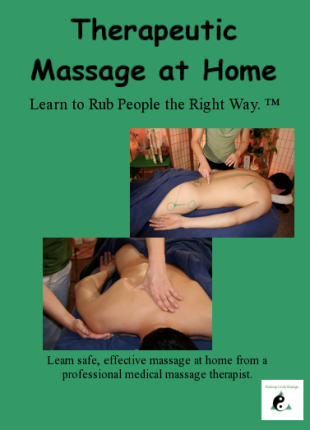 Therapeutic
Massage at Home
Learn to Rub People the Right Way. ™
Learn safe, effective massage at home from a
professional medical massage therapist.